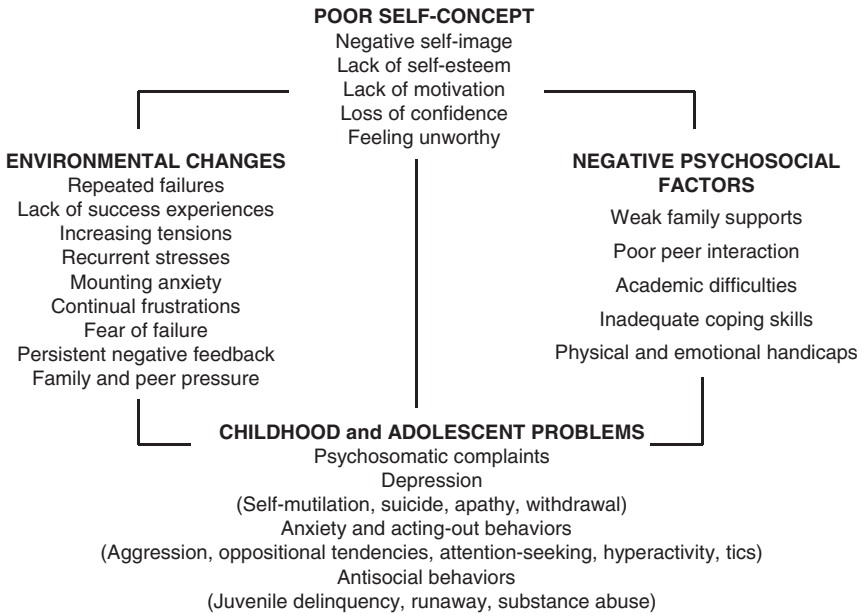 POOR SELF-CONCEPT
Negative self-image
Lack of self-esteem
Lack of motivation
Loss of confidence
Feeling unworthy
ENVIRONMENTAL CHANGES
Repeated failures
Lack of success experiences
Increasing tensions
Recurrent stresses
Mounting anxiety
Continual frustrations
Fear of failure
Persistent negative feedback
Family and peer pressure
NEGATIVE PSYCHOSOCIAL
FACTORS
Weak family supports
Poor peer interaction
Academic difficulties
Inadequate coping skills
Physical and emotional handicaps
CHILDHOOD and ADOLESCENT PROBLEMS
Psychosomatic complaints
Depression
(Self-mutilation, suicide, apathy, withdrawal)
Anxiety and acting-out behaviors
(Aggression, oppositional tendencies, attention-seeking, hyperactivity, tics)
Antisocial behaviors
(Juvenile delinquency, runaway, substance abuse)